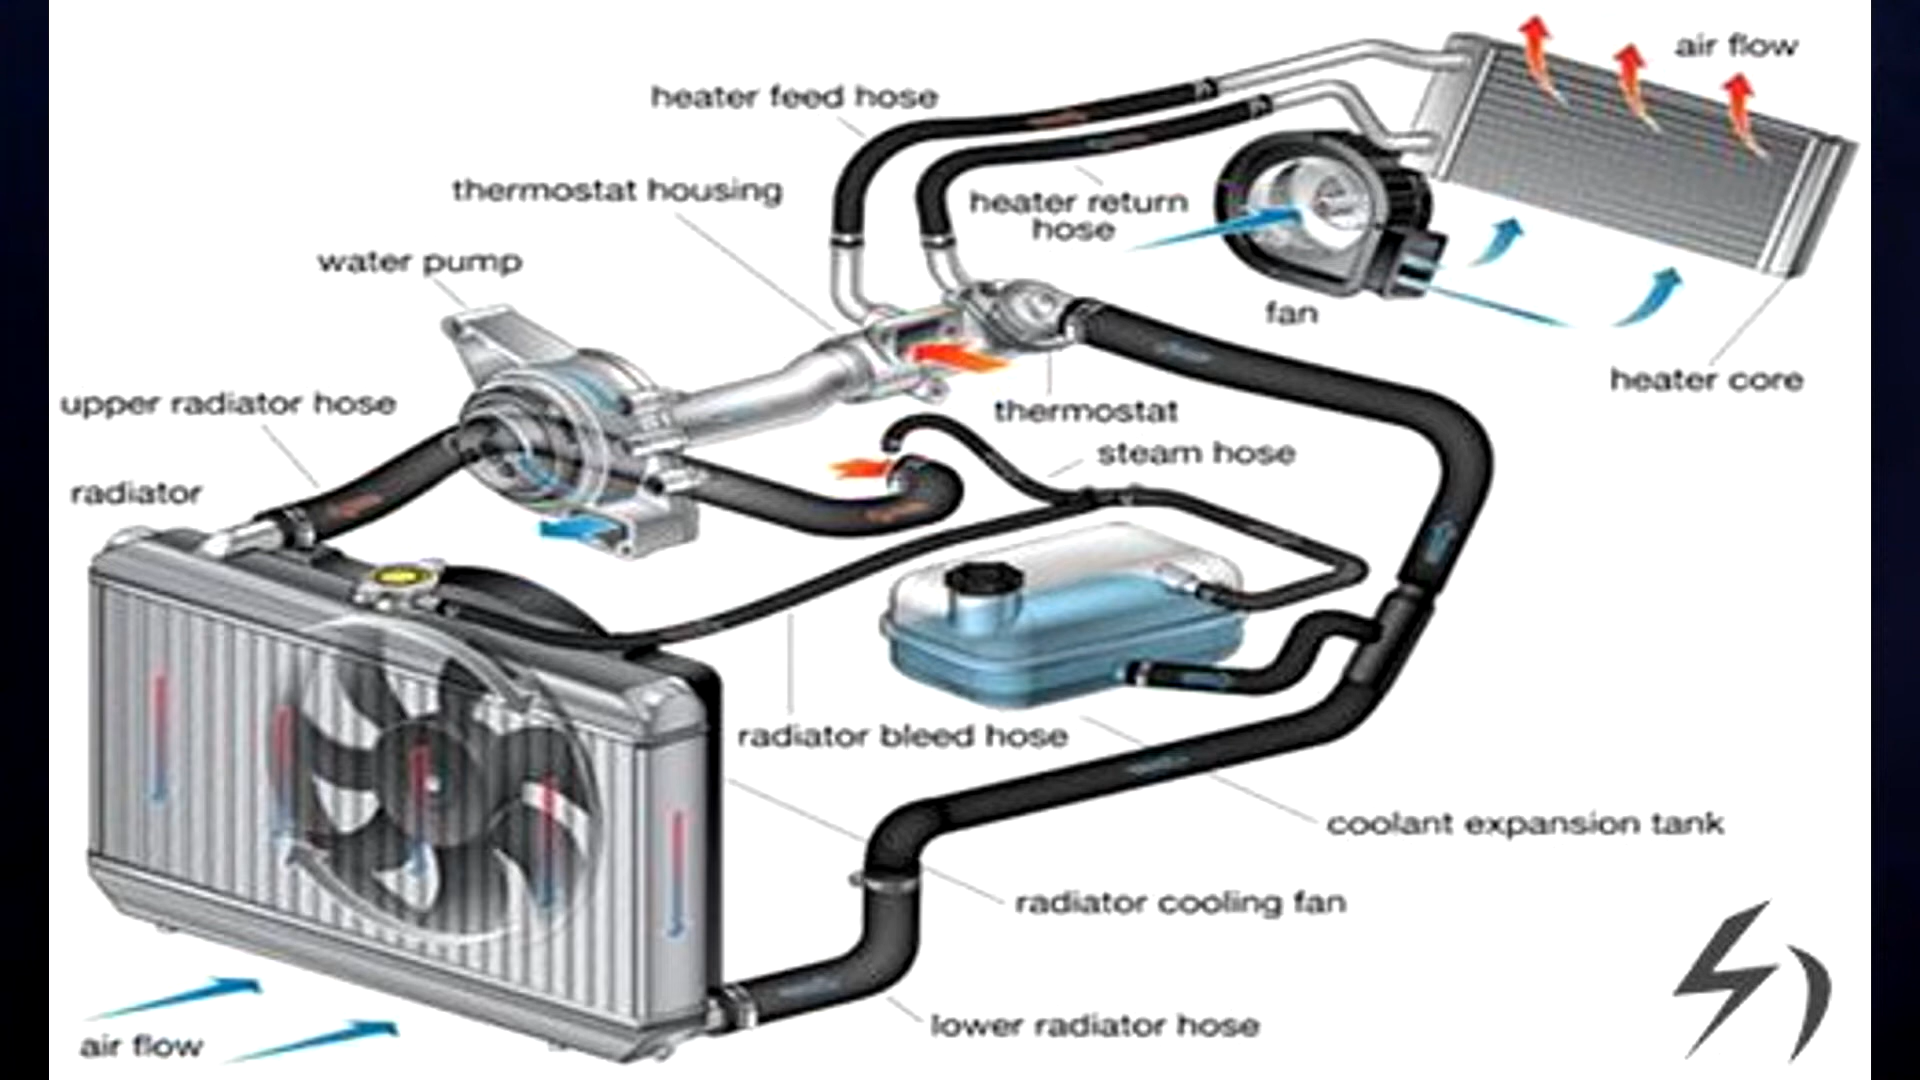 air flow
heater feed hose
thermostat housing
heater return
hose
water pump
fan
heater core
upper radiator hose
thermostat
steam hose
radiator
radiator bleed hose
coolant expansion tank
radiator cooling fan
lower radiator hose
air flow